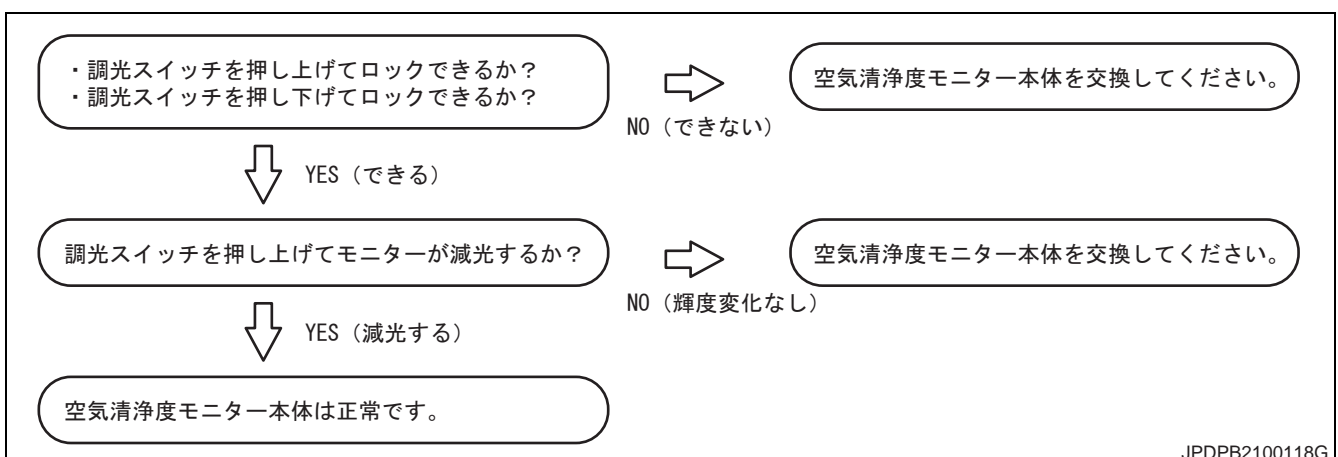 ・調光スイッチを押し上げてロックできるか？
・調光スイッチを押し下げてロックできるか？
NO（できない）
空気清浄度モニター本体を交換してください。
YES（できる）
調光スイッチを押し上げてモニターが減光するか？
NO（輝度変化なし）
空気清浄度モニター本体を交換してください。
YES（減光する）
空気清浄度モニター本体は正常です。
JPDPB2100118G